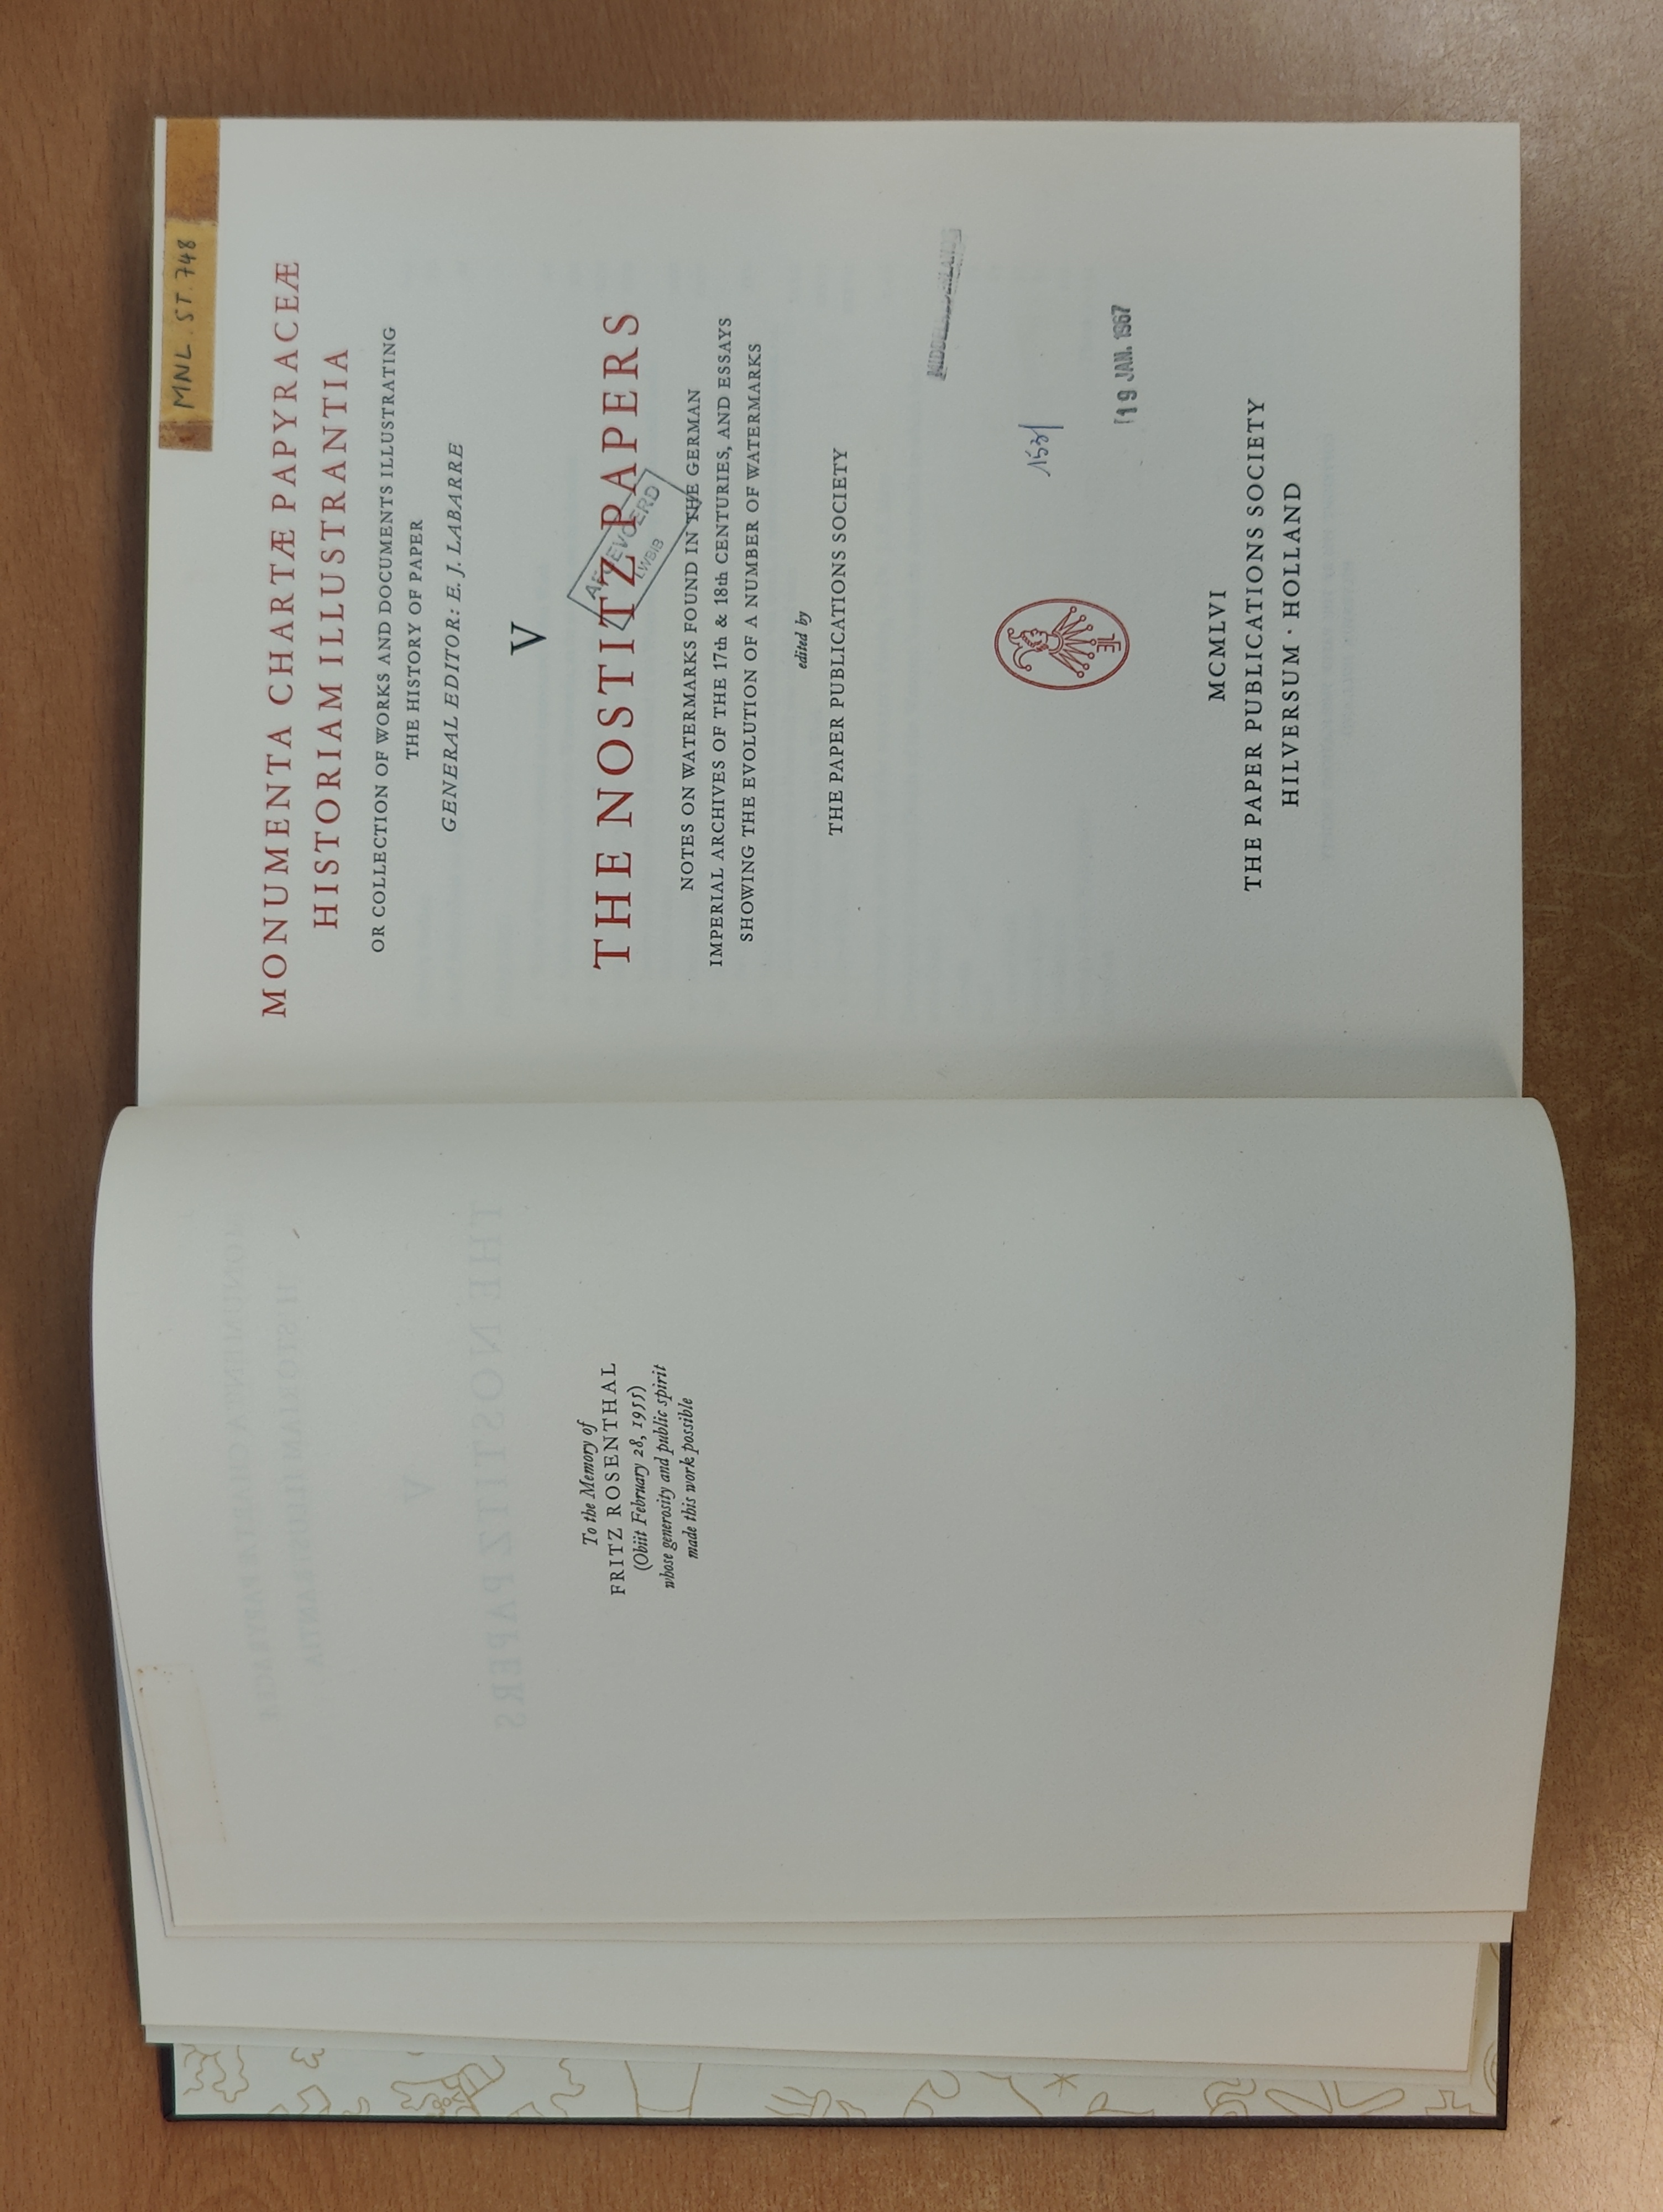 To the Memory of
FRITZ ROSENTHAL
(Obiit February 28, 1955)
whose generosity and public spirit
made this work possible
MNL. ST. 748
MONUMENTA CHARTÆ PAPYRACEÆ
HISTORIAM ILLUSTRANTIA
OR COLLECTION OF WORKS AND DOCUMENTS ILLUSTRATING
THE HISTORY OF PAPER
GENERAL EDITOR: E. J. LABARRE
V
THE NOSTITZ PAPERS
AFGEVOERD
LWBIB
NOTES ON WATERMARKS FOUND IN THE GERMAN
IMPERIAL ARCHIVES OF THE 17th & 18th CENTURIES, AND ESSAYS
SHOWING THE EVOLUTION OF A NUMBER OF WATERMARKS
edited by
THE PAPER PUBLICATIONS SOCIETY
19 JAN. 1967
MCMLVI
THE PAPER PUBLICATIONS SOCIETY
HILVERSUM · HOLLAND